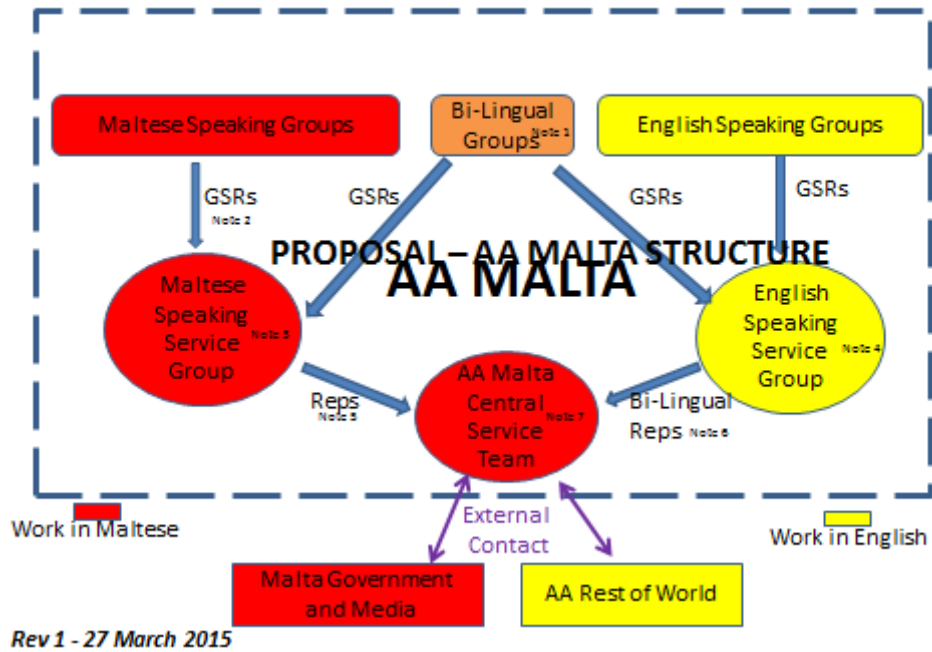 Maltese Speaking Groups
Bi-Lingual
Groups Note 1
English Speaking Groups
GSRs
Note 2
GSRs
GSRs
GSRs
PROPOSAL – AA MALTA STRUCTURE
AA MALTA
Maltese
Speaking
Service Note 3
Group
English
Speaking
Service Note 4
Group
Reps
Note 5
AA Malta
Central
Service Note 7
Team
Bi-Lingual
Reps Note 6
Work in Maltese
External
Contact
Work in English
Malta Government
and Media
AA Rest of World
Rev 1 - 27 March 2015